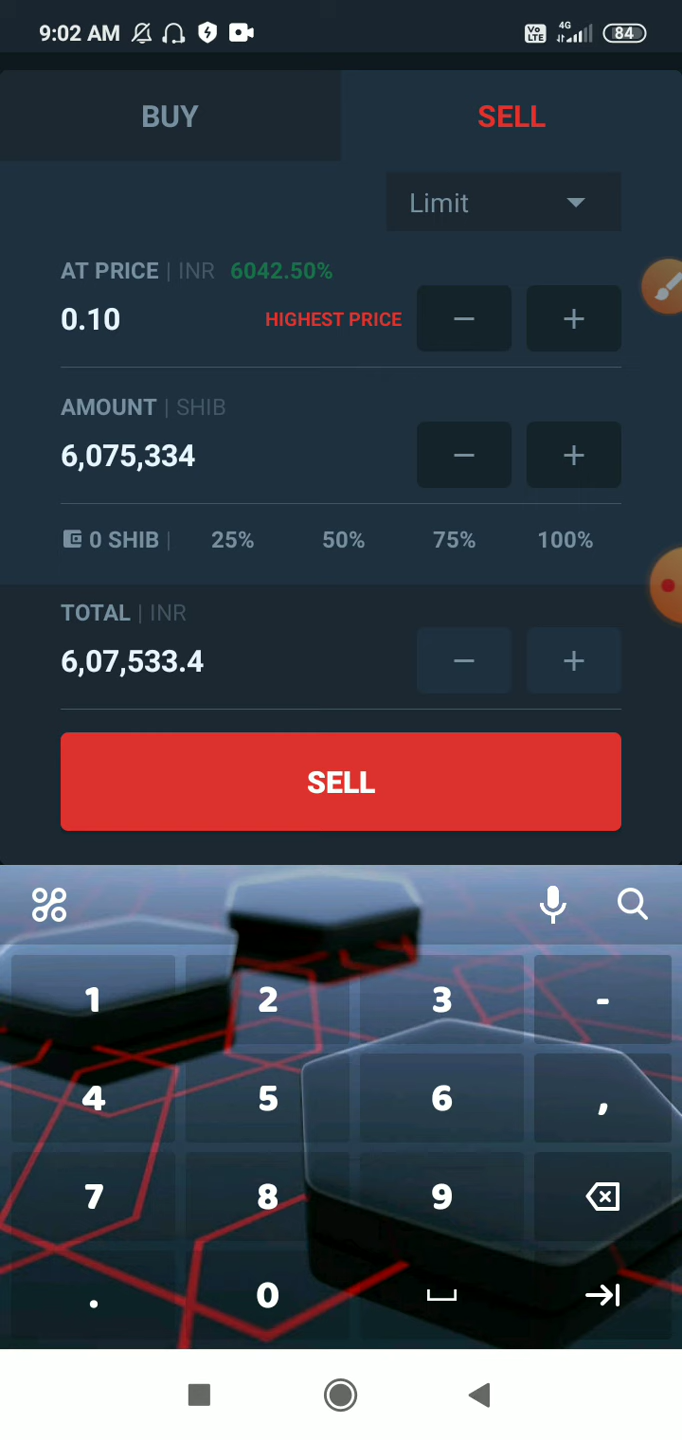 9:02 AM Vo LTE 4G 84
BUY SELL
Limit
AT PRICE | INR 6042.50%
0.10 HIGHEST PRICE − +
AMOUNT | SHIB
6,075,334 − +
0 SHIB | 25% 50% 75% 100%
TOTAL | INR
6,07,533.4 − +
SELL
1 2 3 -
4 5 6 ,
7 8 9
. 0